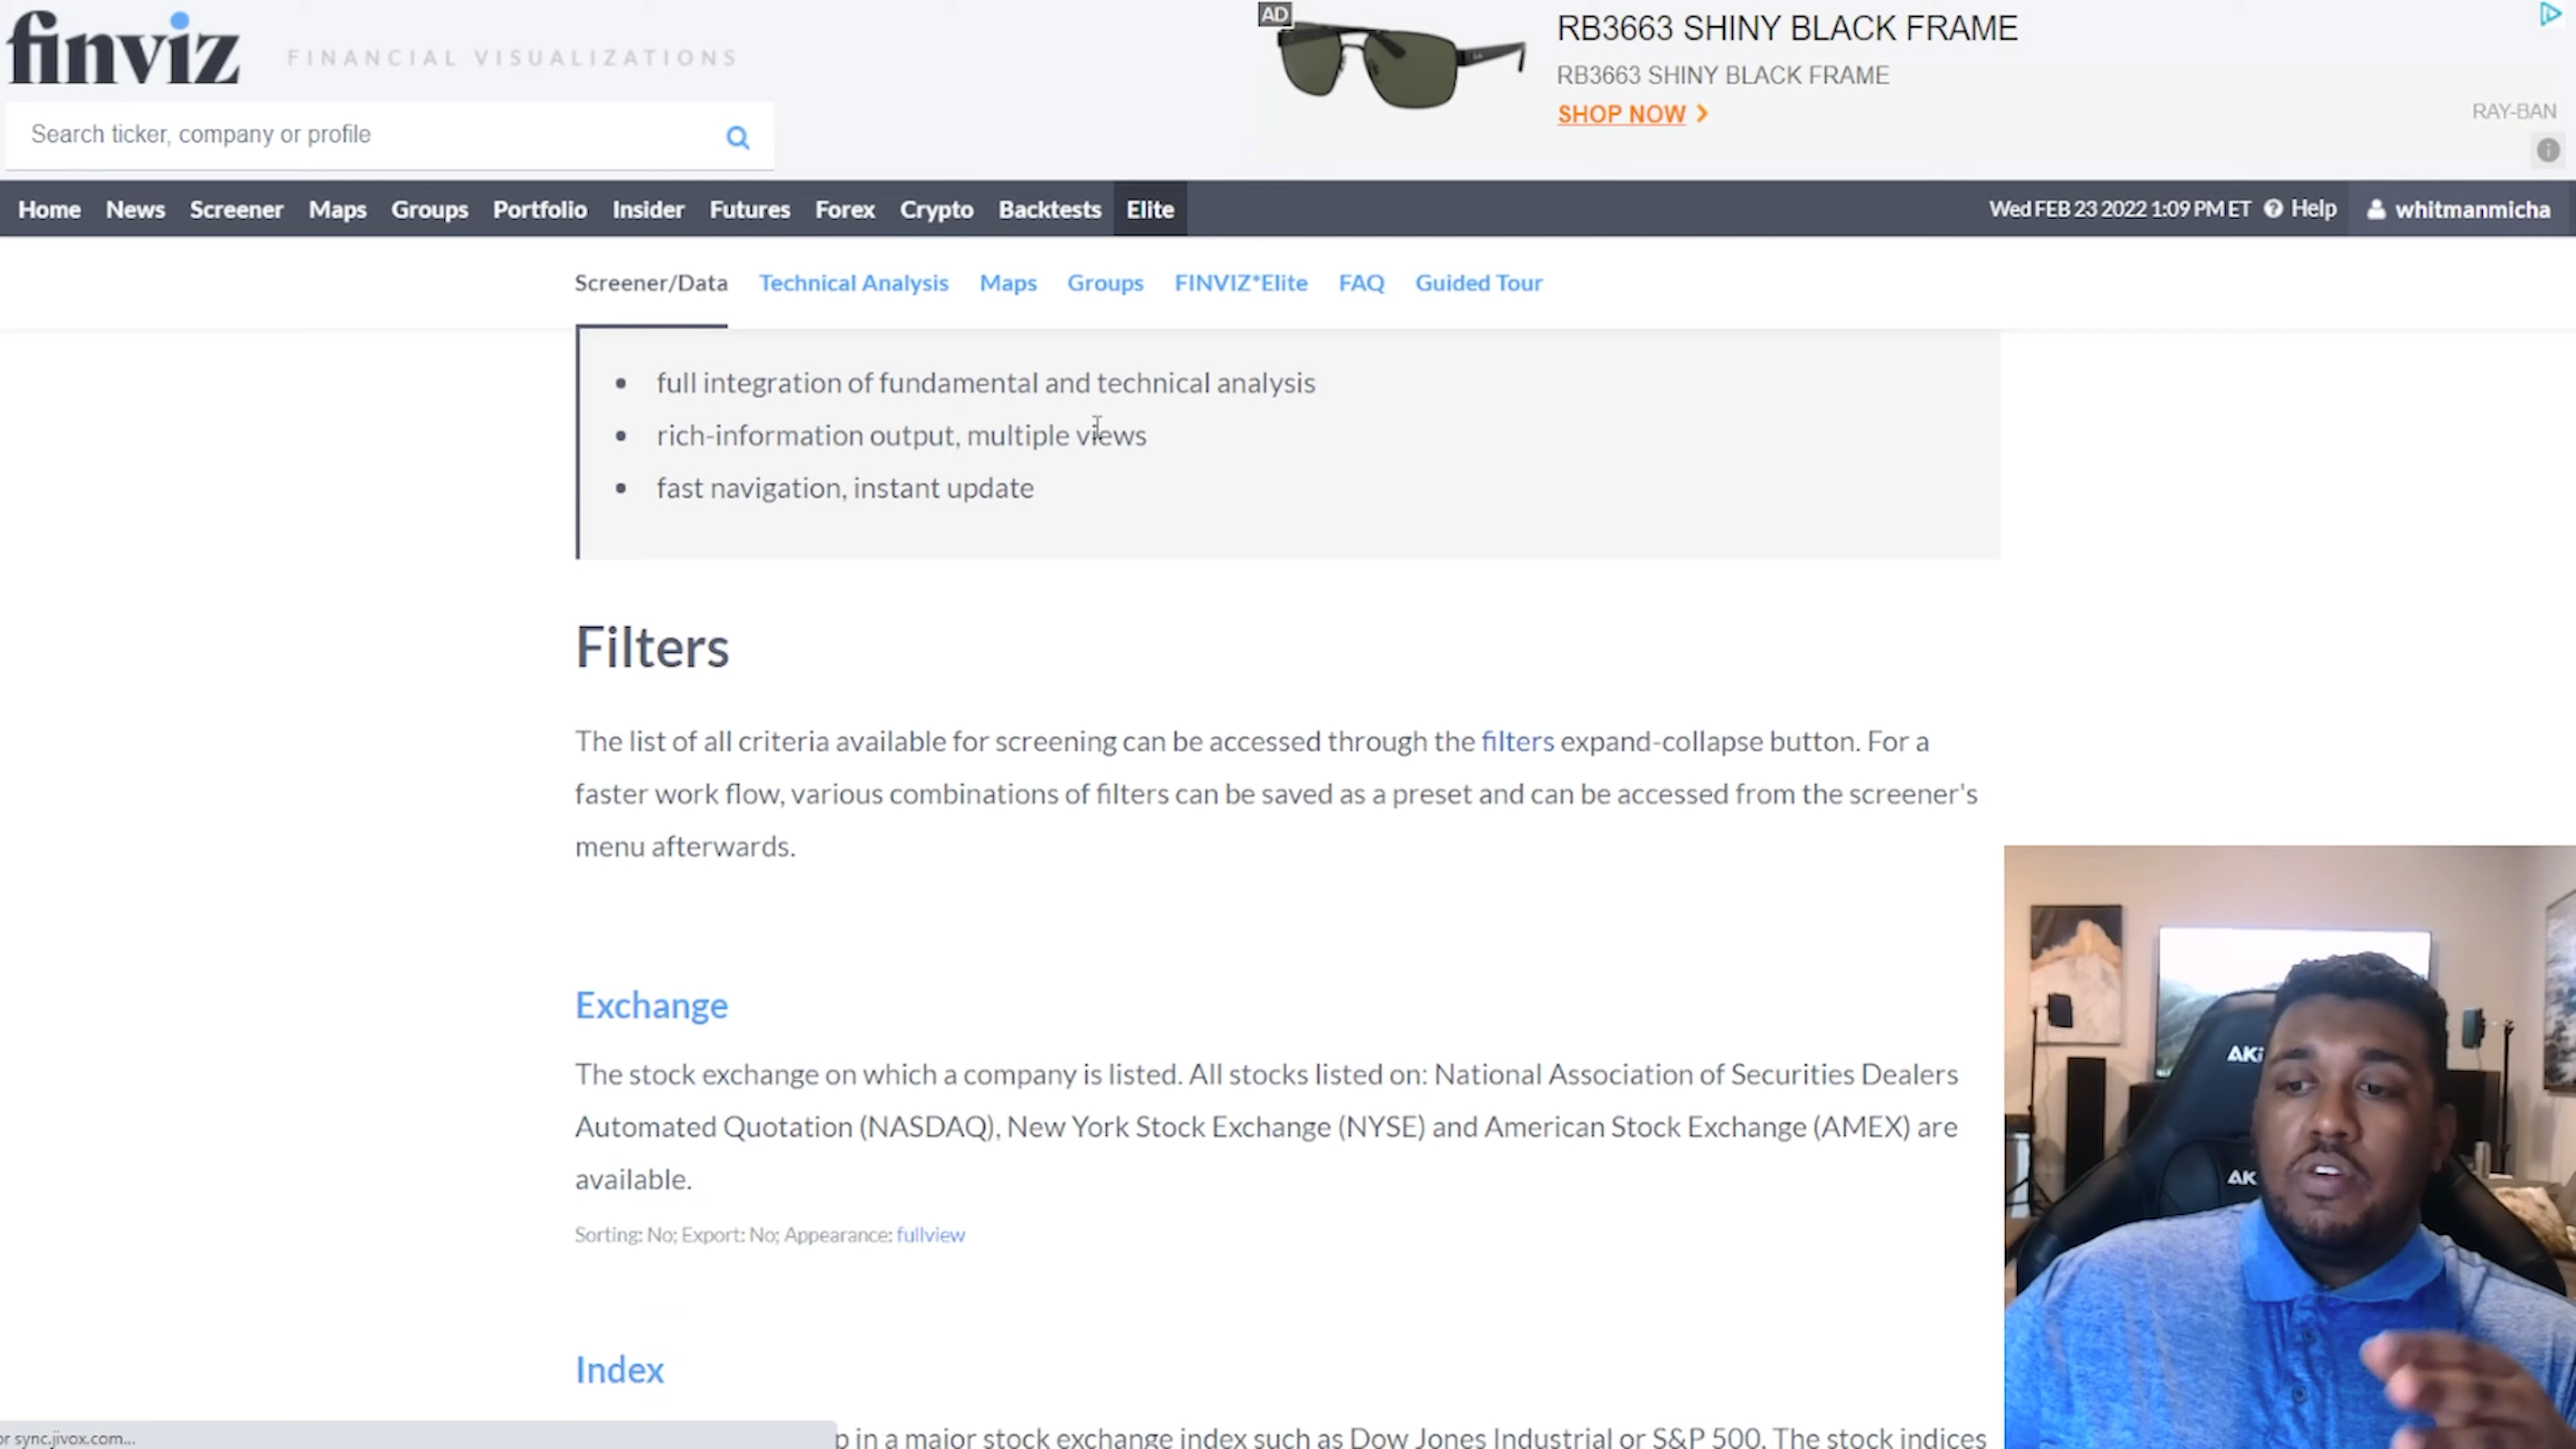 finviz
FINANCIAL VISUALIZATIONS
AD
RB3663 SHINY BLACK FRAME
RB3663 SHINY BLACK FRAME
SHOP NOW
RAY-BAN
Search ticker, company or profile
Home News Screener Maps Groups Portfolio Insider Futures Forex Crypto Backtests Elite Wed FEB 23 2022 1:09 PM ET Help whitmanmicha
Screener/Data Technical Analysis Maps Groups FINVIZ*Elite FAQ Guided Tour
• full integration of fundamental and technical analysis
• rich-information output, multiple views
• fast navigation, instant update
Filters
The list of all criteria available for screening can be accessed through the filters expand-collapse button. For a
faster work flow, various combinations of filters can be saved as a preset and can be accessed from the screener's
menu afterwards.
Exchange
The stock exchange on which a company is listed. All stocks listed on: National Association of Securities Dealers
Automated Quotation (NASDAQ), New York Stock Exchange (NYSE) and American Stock Exchange (AMEX) are
available.
Sorting: No; Export: No; Appearance: fullview
Index
in a major stock exchange index such as Dow Jones Industrial or S&P 500. The stock indices
or sync.jivox.com...